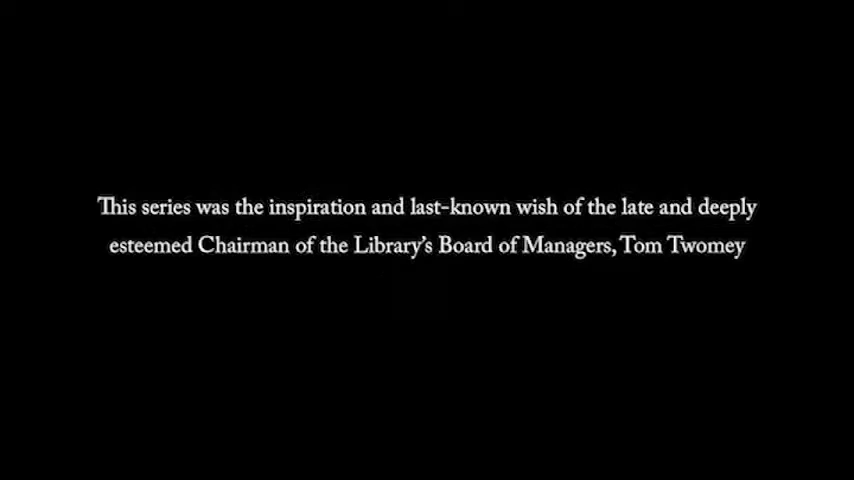 This series was the inspiration and last-known wish of the late and deeply
esteemed Chairman of the Library’s Board of Managers, Tom Twomey